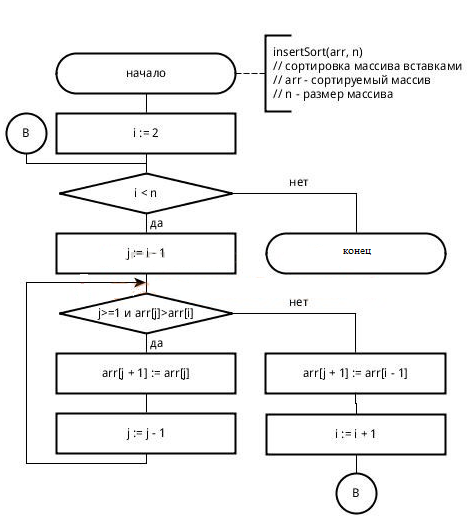 начало
insertSort(arr, n)
// сортировка массива вставками
// arr - сортируемый массив
// n - размер массива
B
i := 2
i < n
нет
да
j := i - 1
конец
j>=1 и arr[j]>arr[i]
нет
да
arr[j + 1] := arr[j]
arr[j + 1] := arr[i - 1]
j := j - 1
i := i + 1
B